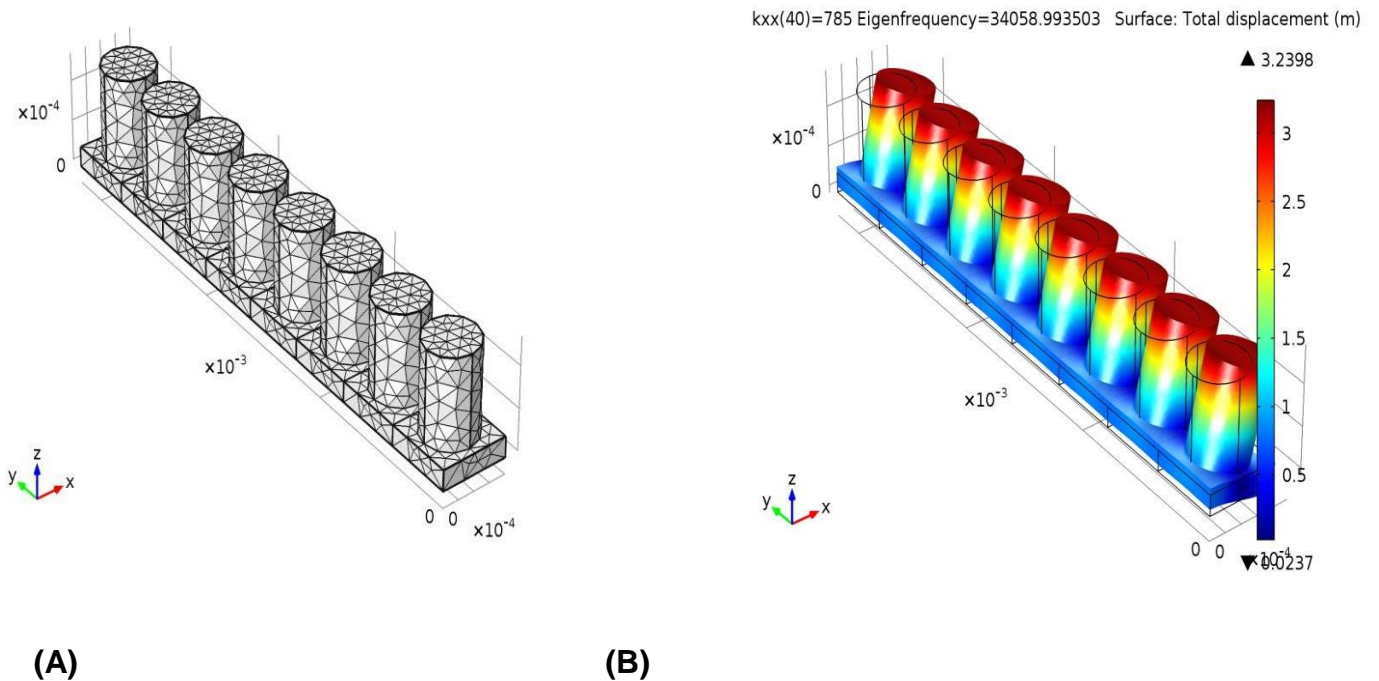 kxx(40)=785 Eigenfrequency=34058.993503 Surface: Total displacement (m)
▲ 3.2398
×10⁻⁴
0
×10⁻³
z
y
x
0 0
×10⁻⁴
×10⁻⁴
0
×10⁻³
z
y
x
0 0
×10⁻⁴
3
2.5
2
1.5
1
0.5
▼ 0.0237
(A)
(B)